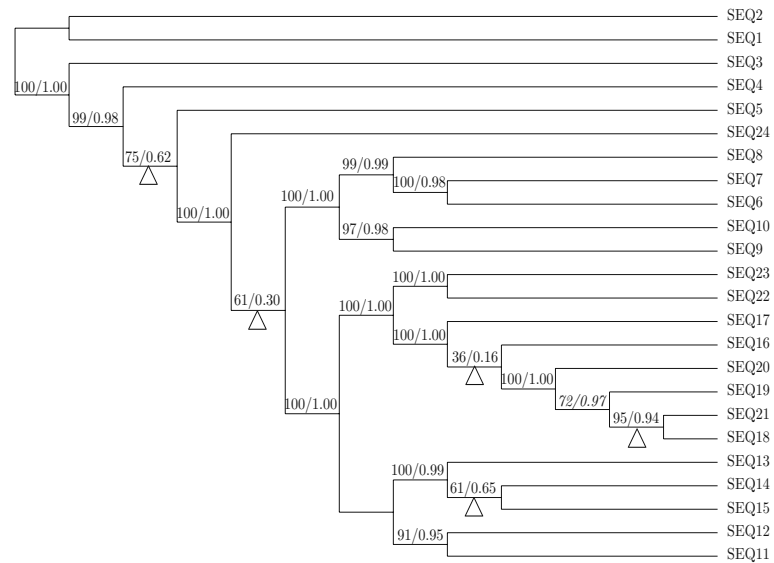 SEQ2
SEQ1
SEQ3
100/1.00
SEQ4
99/0.98
SEQ5
75/0.62
SEQ24
100/1.00
SEQ8
99/0.99
SEQ7
100/0.98
SEQ6
100/1.00
SEQ10
97/0.98
SEQ9
61/0.30
SEQ23
100/1.00
SEQ22
100/1.00
SEQ17
100/1.00
SEQ16
36/0.16
SEQ20
100/1.00
SEQ19
72/0.97
SEQ21
95/0.94
SEQ18
100/1.00
SEQ13
100/0.99
SEQ14
61/0.65
SEQ15
SEQ12
91/0.95
SEQ11